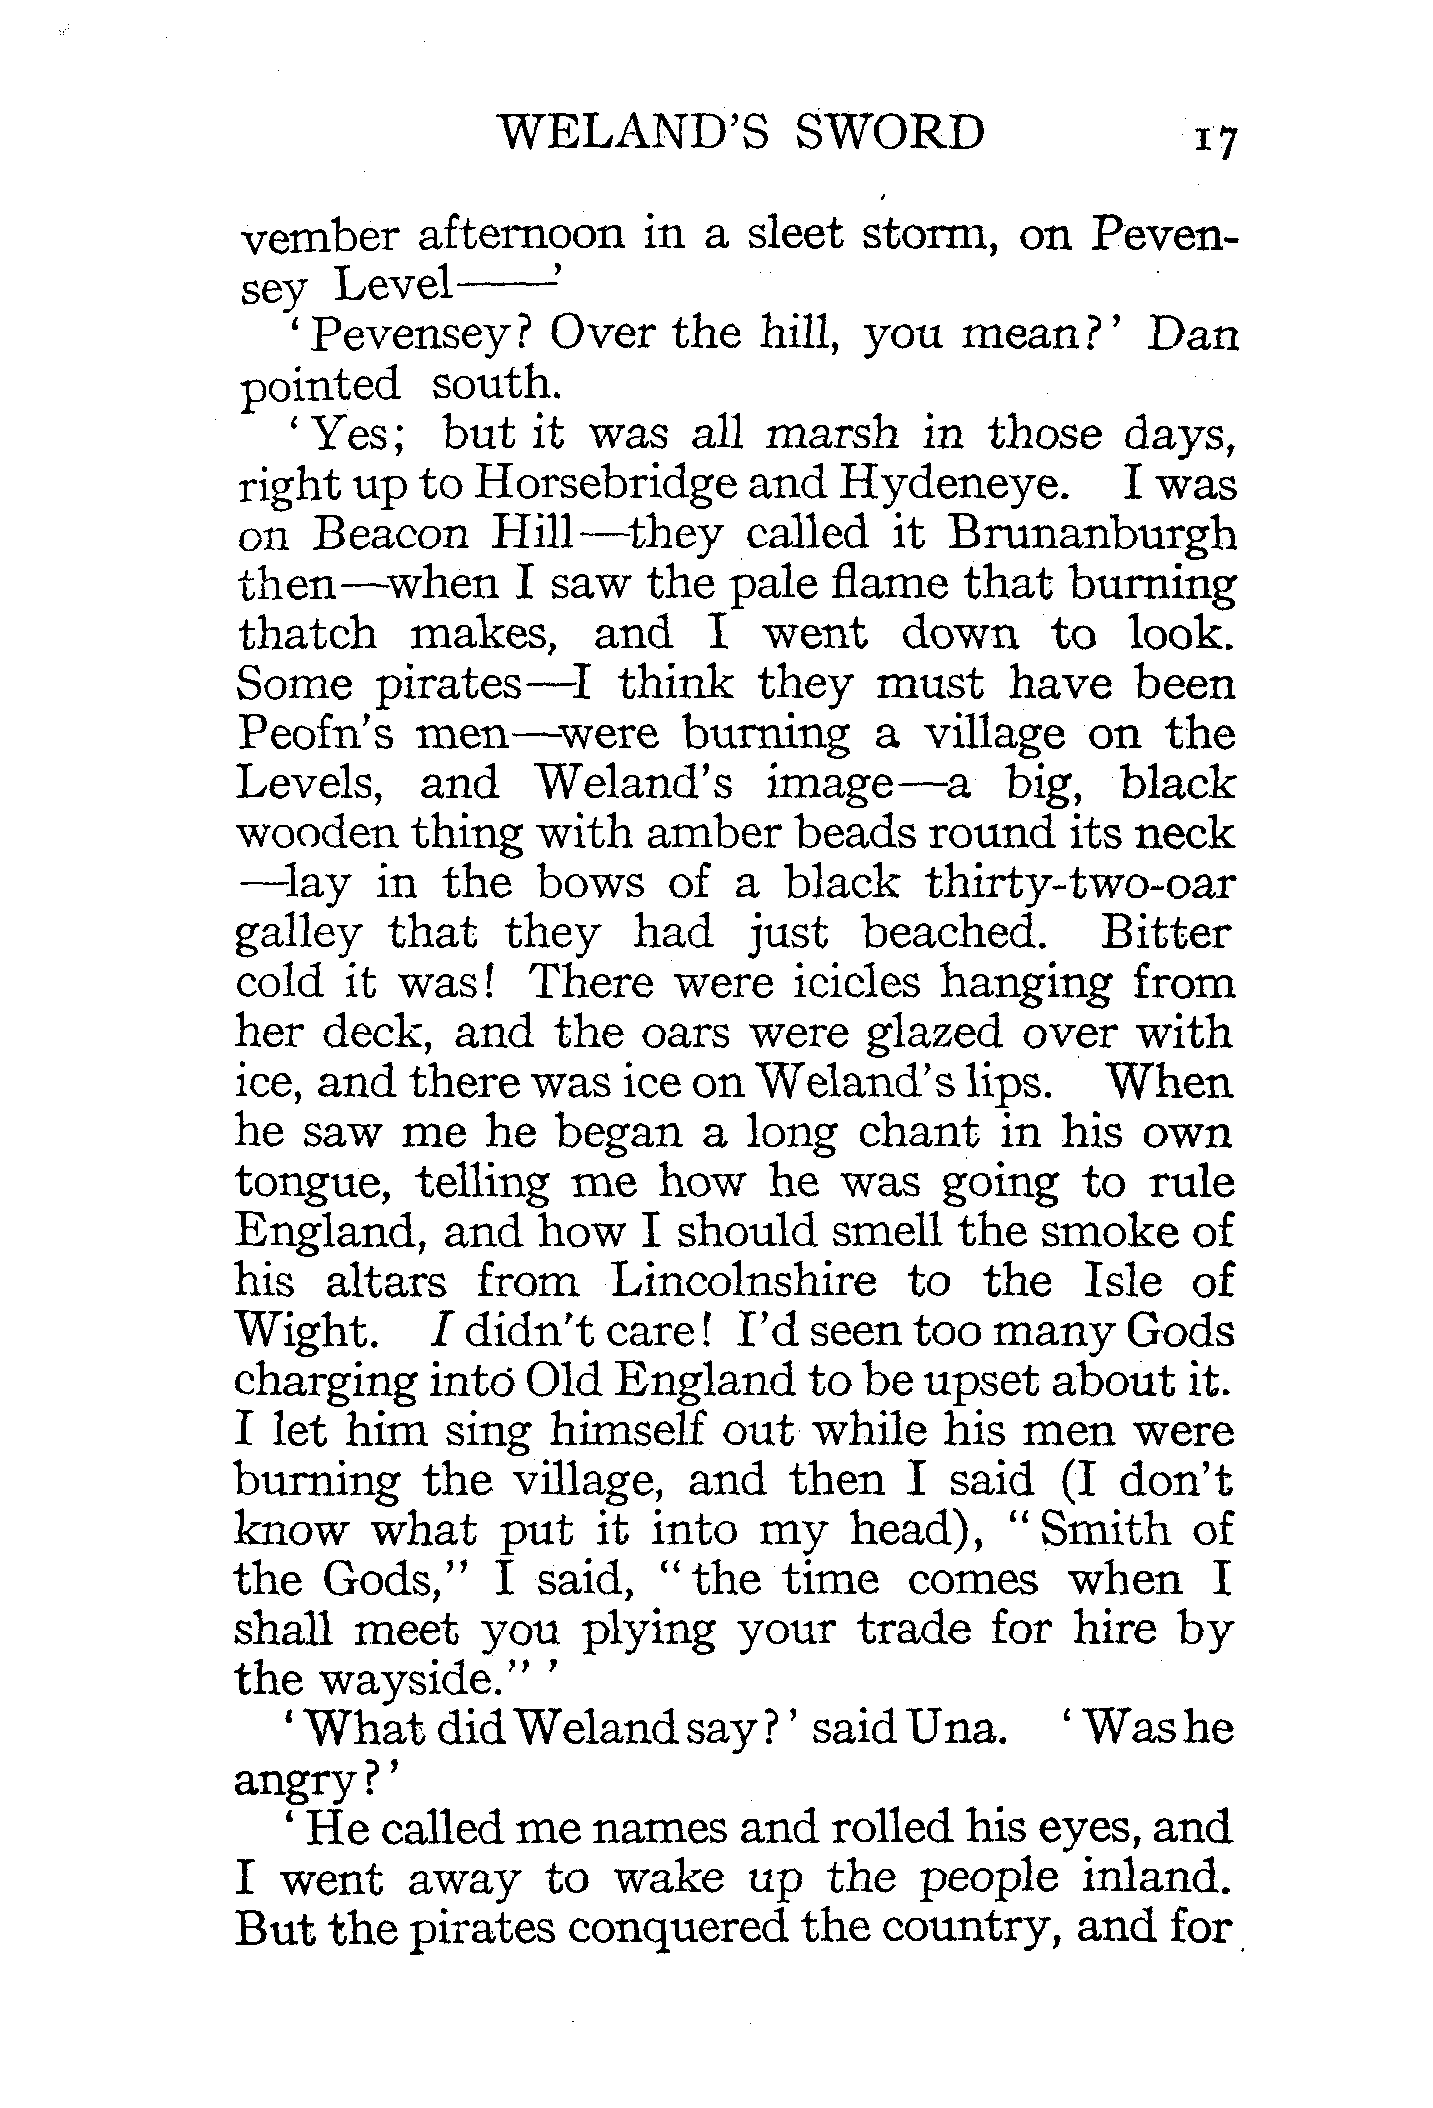 WELAND'S SWORD 17
vember afternoon in a sleet storm, on Peven-
sey Level——'
'Pevensey? Over the hill, you mean?' Dan
pointed south.
'Yes; but it was all marsh in those days,
right up to Horsebridge and Hydeneye. I was
on Beacon Hill—they called it Brunanburgh
then—when I saw the pale flame that burning
thatch makes, and I went down to look.
Some pirates—I think they must have been
Peofn's men—were burning a village on the
Levels, and Weland's image—a big, black
wooden thing with amber beads round its neck
—lay in the bows of a black thirty-two-oar
galley that they had just beached. Bitter
cold it was! There were icicles hanging from
her deck, and the oars were glazed over with
ice, and there was ice on Weland's lips. When
he saw me he began a long chant in his own
tongue, telling me how he was going to rule
England, and how I should smell the smoke of
his altars from Lincolnshire to the Isle of
Wight. I didn't care! I'd seen too many Gods
charging into Old England to be upset about it.
I let him sing himself out while his men were
burning the village, and then I said (I don't
know what put it into my head), "Smith of
the Gods," I said, "the time comes when I
shall meet you plying your trade for hire by
the wayside." '
'What did Weland say?' said Una. 'Was he
angry?'
'He called me names and rolled his eyes, and
I went away to wake up the people inland.
But the pirates conquered the country, and for